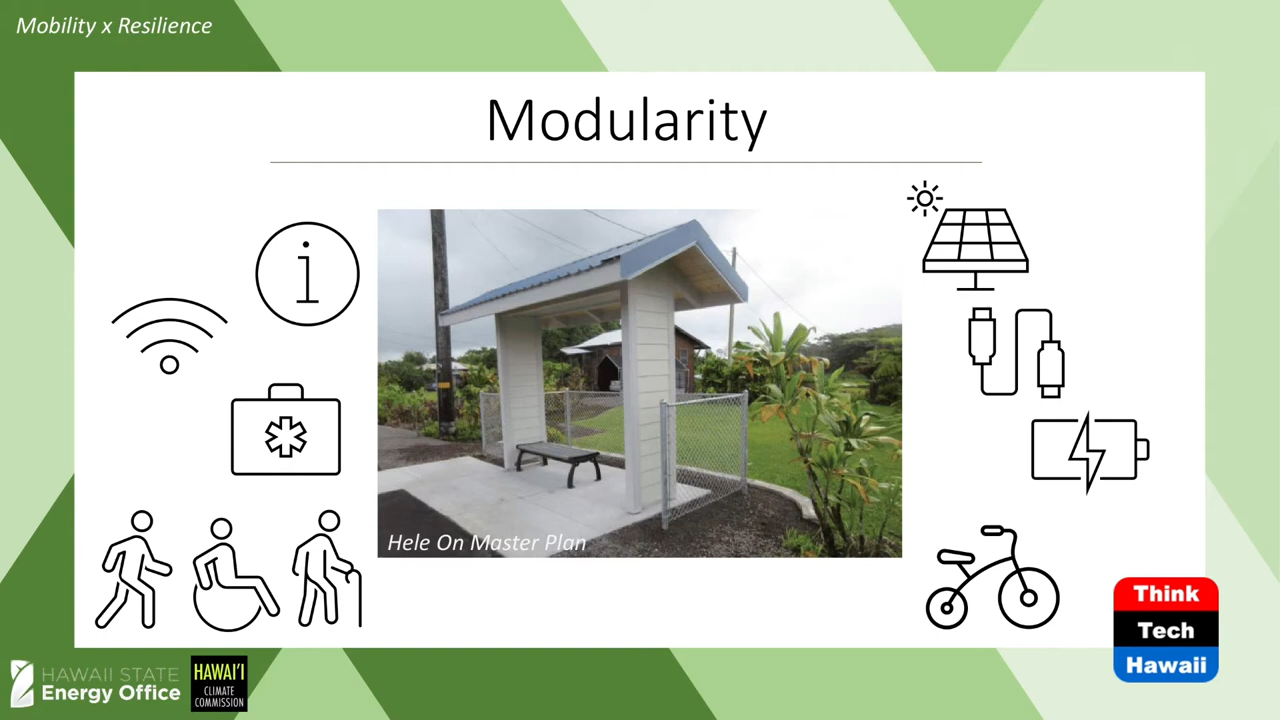 Mobility x Resilience
Modularity
i
Hele On Master Plan
Think
Tech
Hawaii
HAWAII STATE
Energy Office
HAWAI'I
CLIMATE
COMMISSION